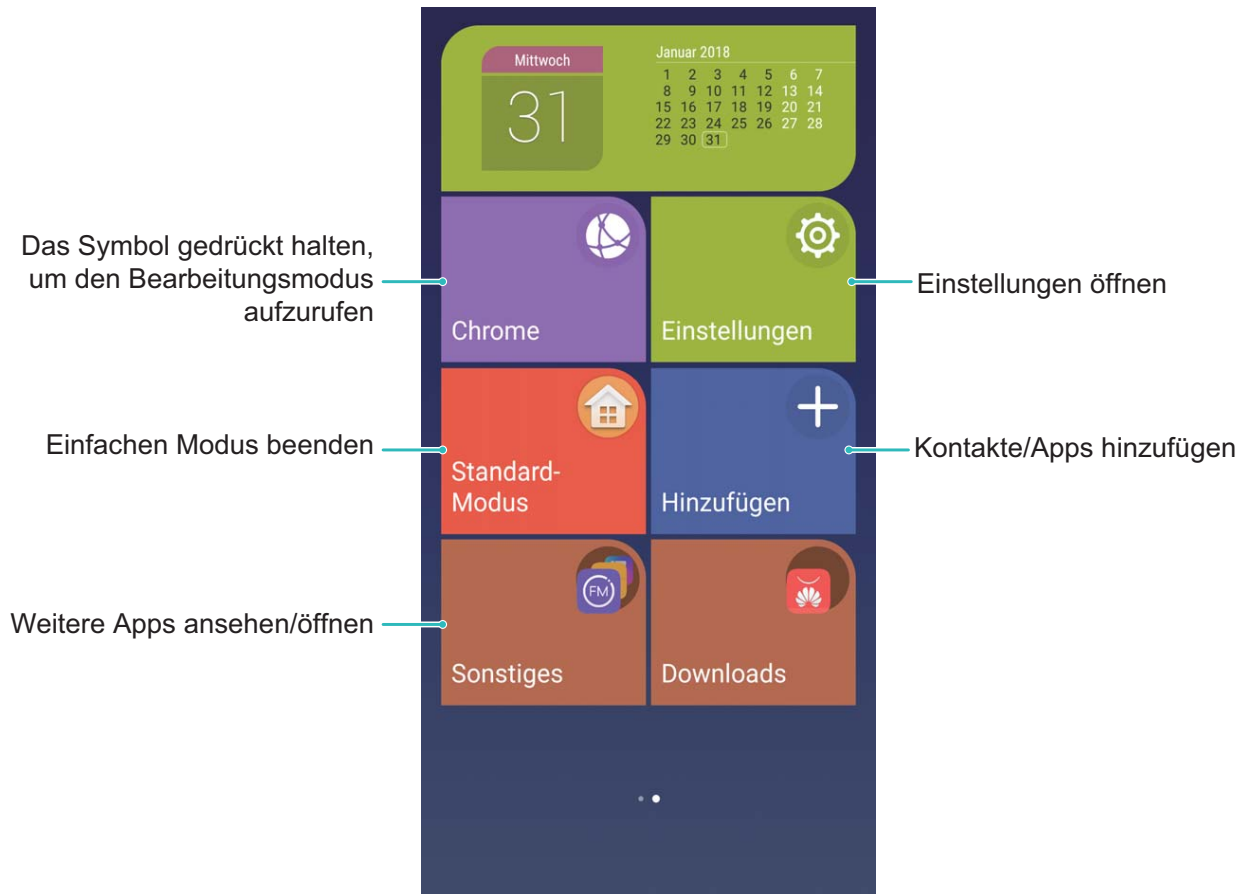 Mittwoch
31
Januar 2018
1 2 3 4 5 6 7
8 9 10 11 12 13 14
15 16 17 18 19 20 21
22 23 24 25 26 27 28
29 30 31
Das Symbol gedrückt halten,
um den Bearbeitungsmodus
aufzurufen
Chrome
Einstellungen
Einstellungen öffnen
Einfachen Modus beenden
Standard-
Modus
Hinzufügen
Kontakte/Apps hinzufügen
Weitere Apps ansehen/öffnen
FM
Sonstiges
Downloads